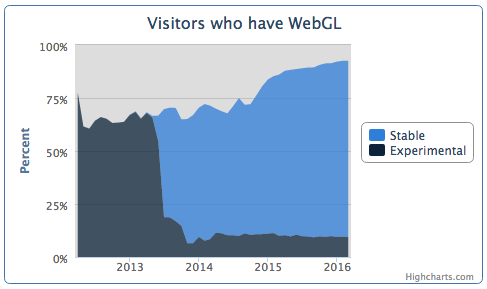 Visitors who have WebGL
100%
75%
50%
25%
0%
Percent
2013 2014 2015 2016
Stable
Experimental
Highcharts.com